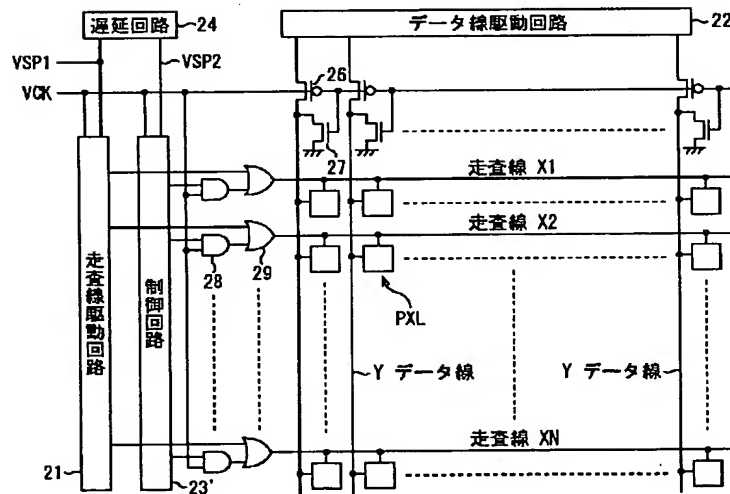 遅延回路
24
データ線駆動回路
22
VSP1
VSP2
VCK
26
27
走査線 X1
走査線 X2
28
29
走査線駆動回路
制御回路
PXL
Y データ線
Y データ線
走査線 XN
21
23'